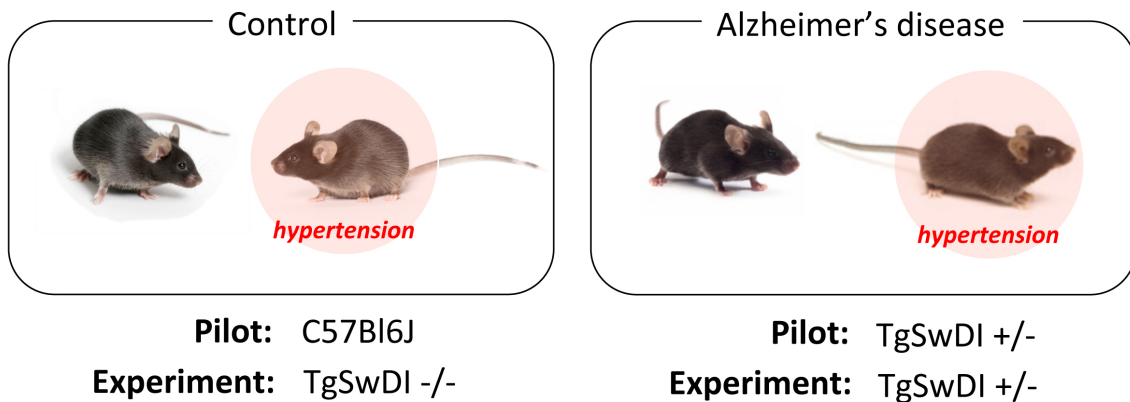 Control
hypertension
Pilot: C57Bl6J
Experiment: TgSwDI -/-
Alzheimer’s disease
hypertension
Pilot: TgSwDI +/-
Experiment: TgSwDI +/-